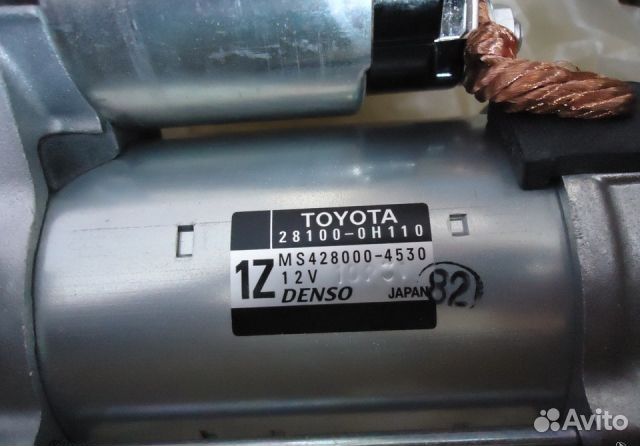 TOYOTA
28100-0H110
MS428000-4530
1Z
12V
DENSO JAPAN 82
Avito